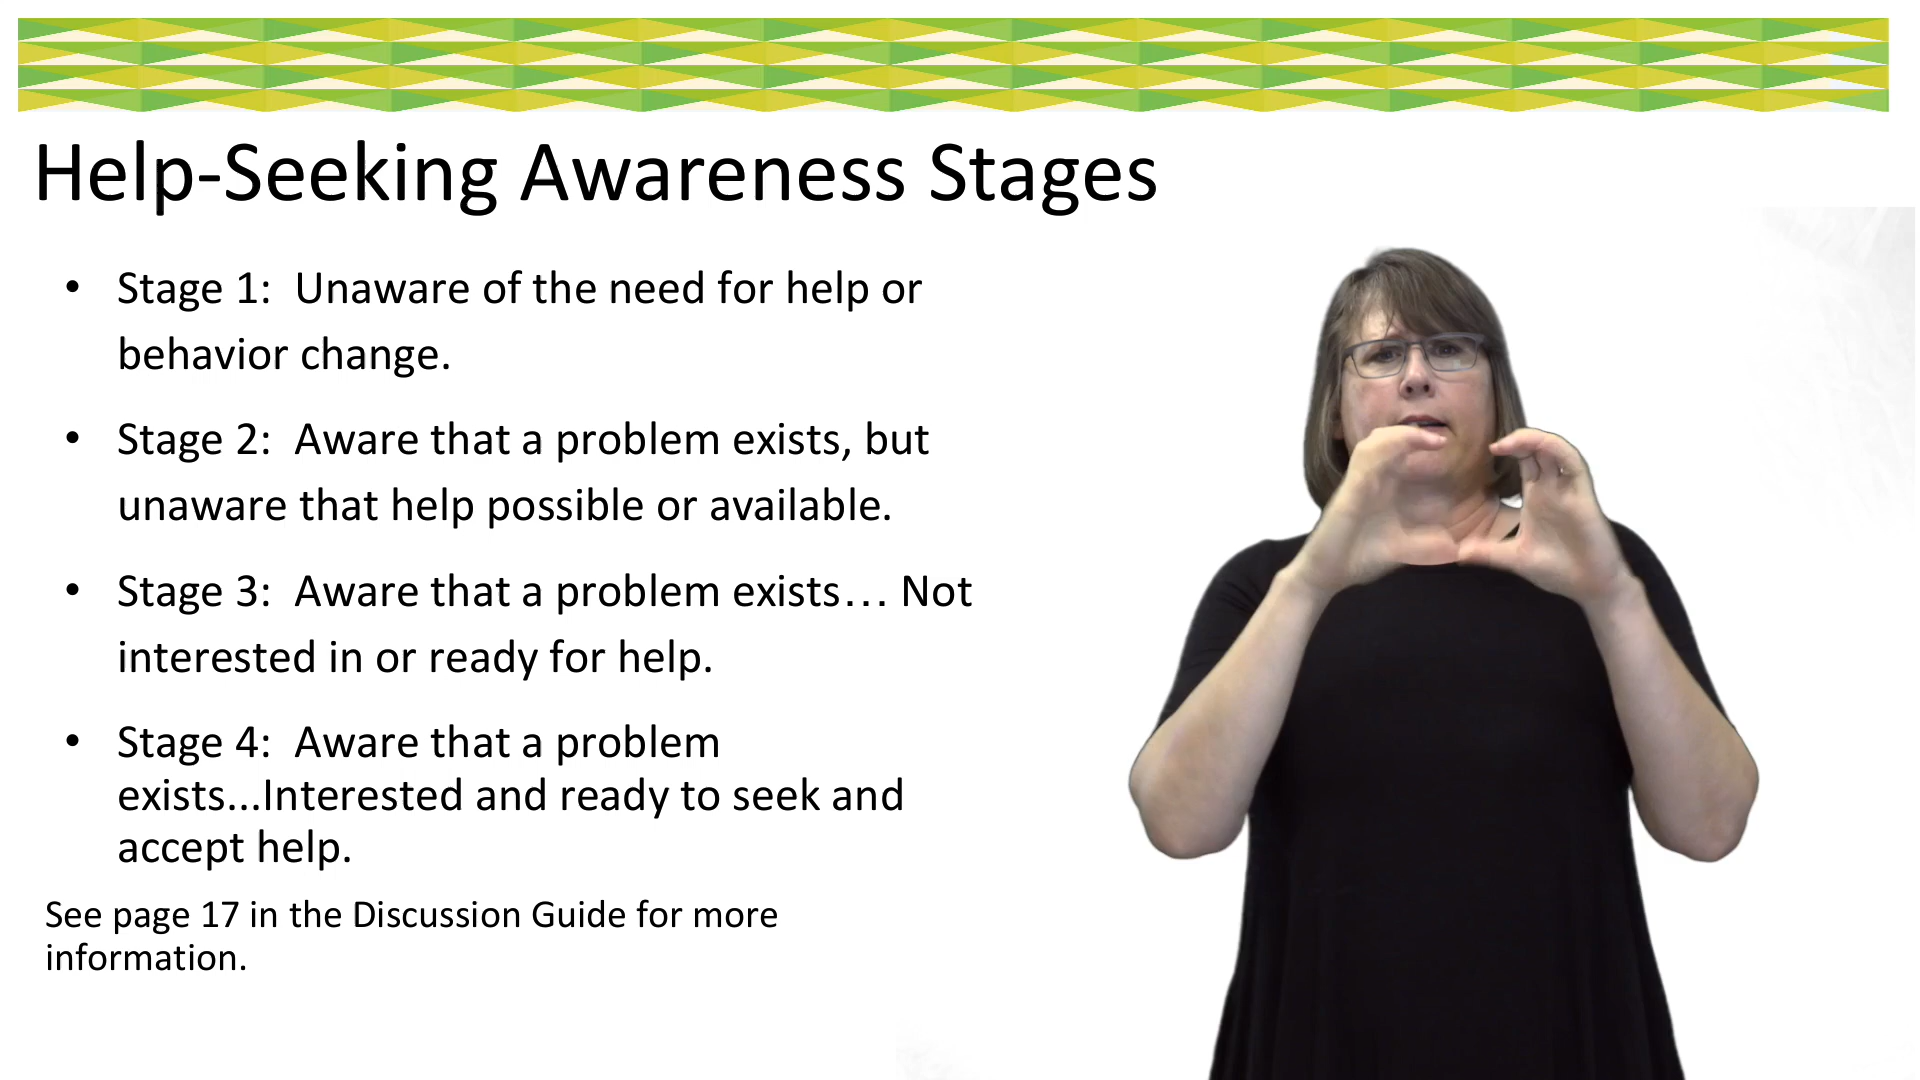 Help-Seeking Awareness Stages
• Stage 1:  Unaware of the need for help or
behavior change.
• Stage 2:  Aware that a problem exists, but
unaware that help possible or available.
• Stage 3:  Aware that a problem exists… Not
interested in or ready for help.
• Stage 4:  Aware that a problem
exists...Interested and ready to seek and
accept help.
See page 17 in the Discussion Guide for more
information.